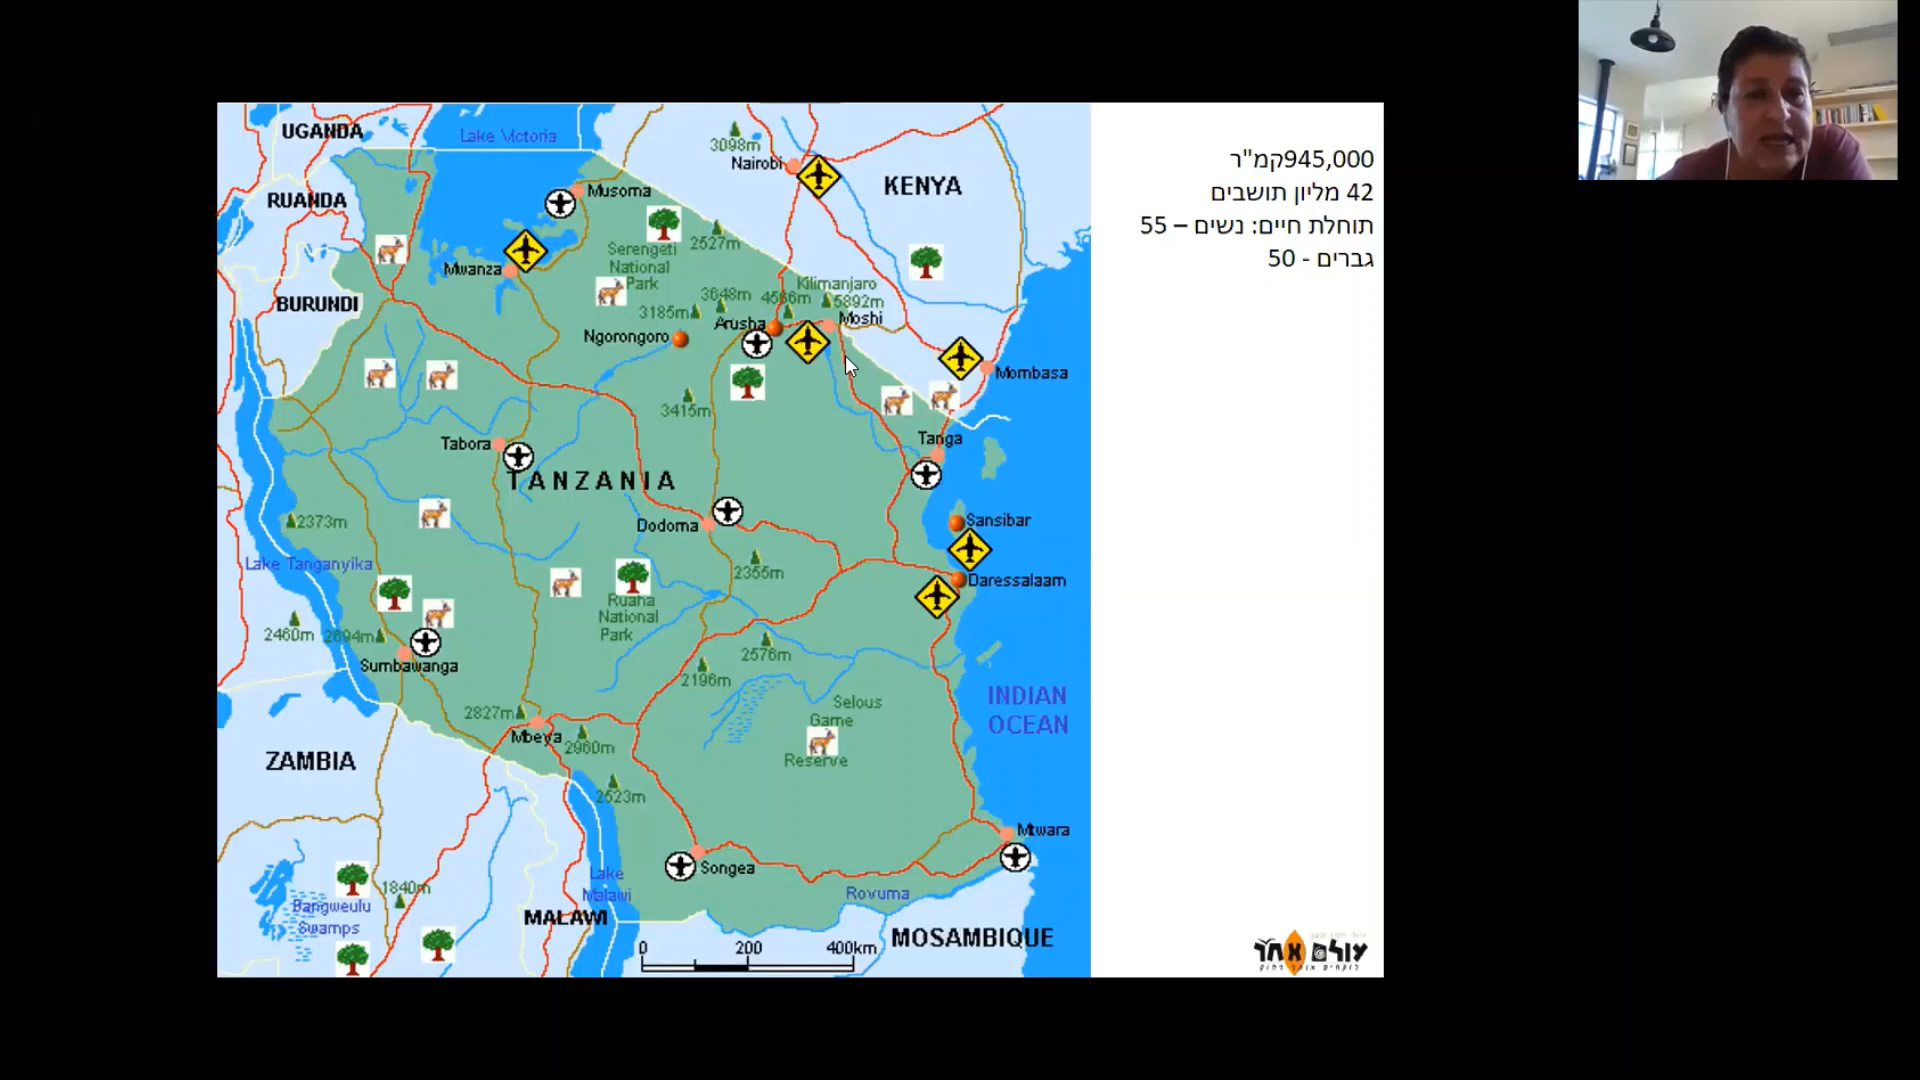 UGANDA
Lake Victoria
3098m
Nairobi
KENYA
RUANDA
Musoma
Serengeti
National
Park
2527m
Mwanza
BURUNDI
Kilimanjaro
5892m
3648m
4566m
3185m
Arusha
Moshi
Ngorongoro
Mombasa
3415m
Tanga
Tabora
TANZANIA
Dodoma
Sansibar
2373m
Lake Tanganyika
2355m
Daressalaam
Ruaha
National
Park
2460m
2694m
Sumbawanga
2576m
2196m
INDIAN
OCEAN
Selous
Game
Reserve
2827m
Mbeya
2960m
ZAMBIA
2523m
Mtwara
Songea
Lake
Malawi
Rovuma
1840m
Bangweulu
Swamps
MALAWI
MOSAMBIQUE
0 200 400km
945,000קמ"ר
42 מליון תושבים
תוחלת חיים: נשים – 55
גברים - 50
עולם אחר